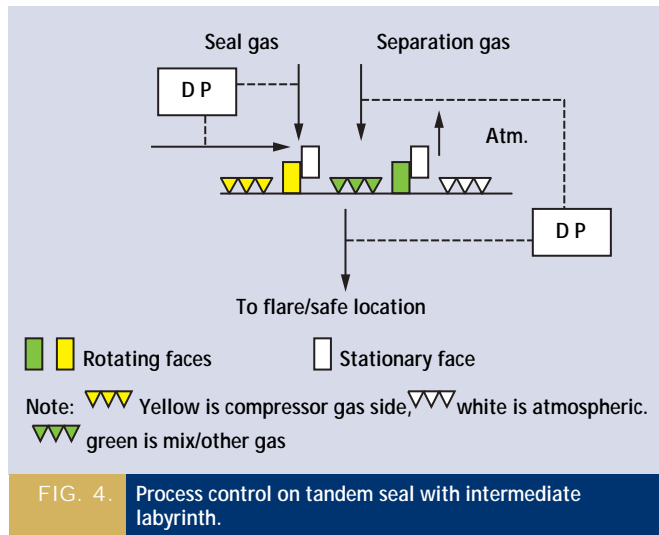 Seal gas
Separation gas
D P
Atm.
D P
To flare/safe location
Rotating faces
Stationary face
Note: Yellow is compressor gas side, white is atmospheric.
green is mix/other gas
FIG. 4. Process control on tandem seal with intermediate
labyrinth.